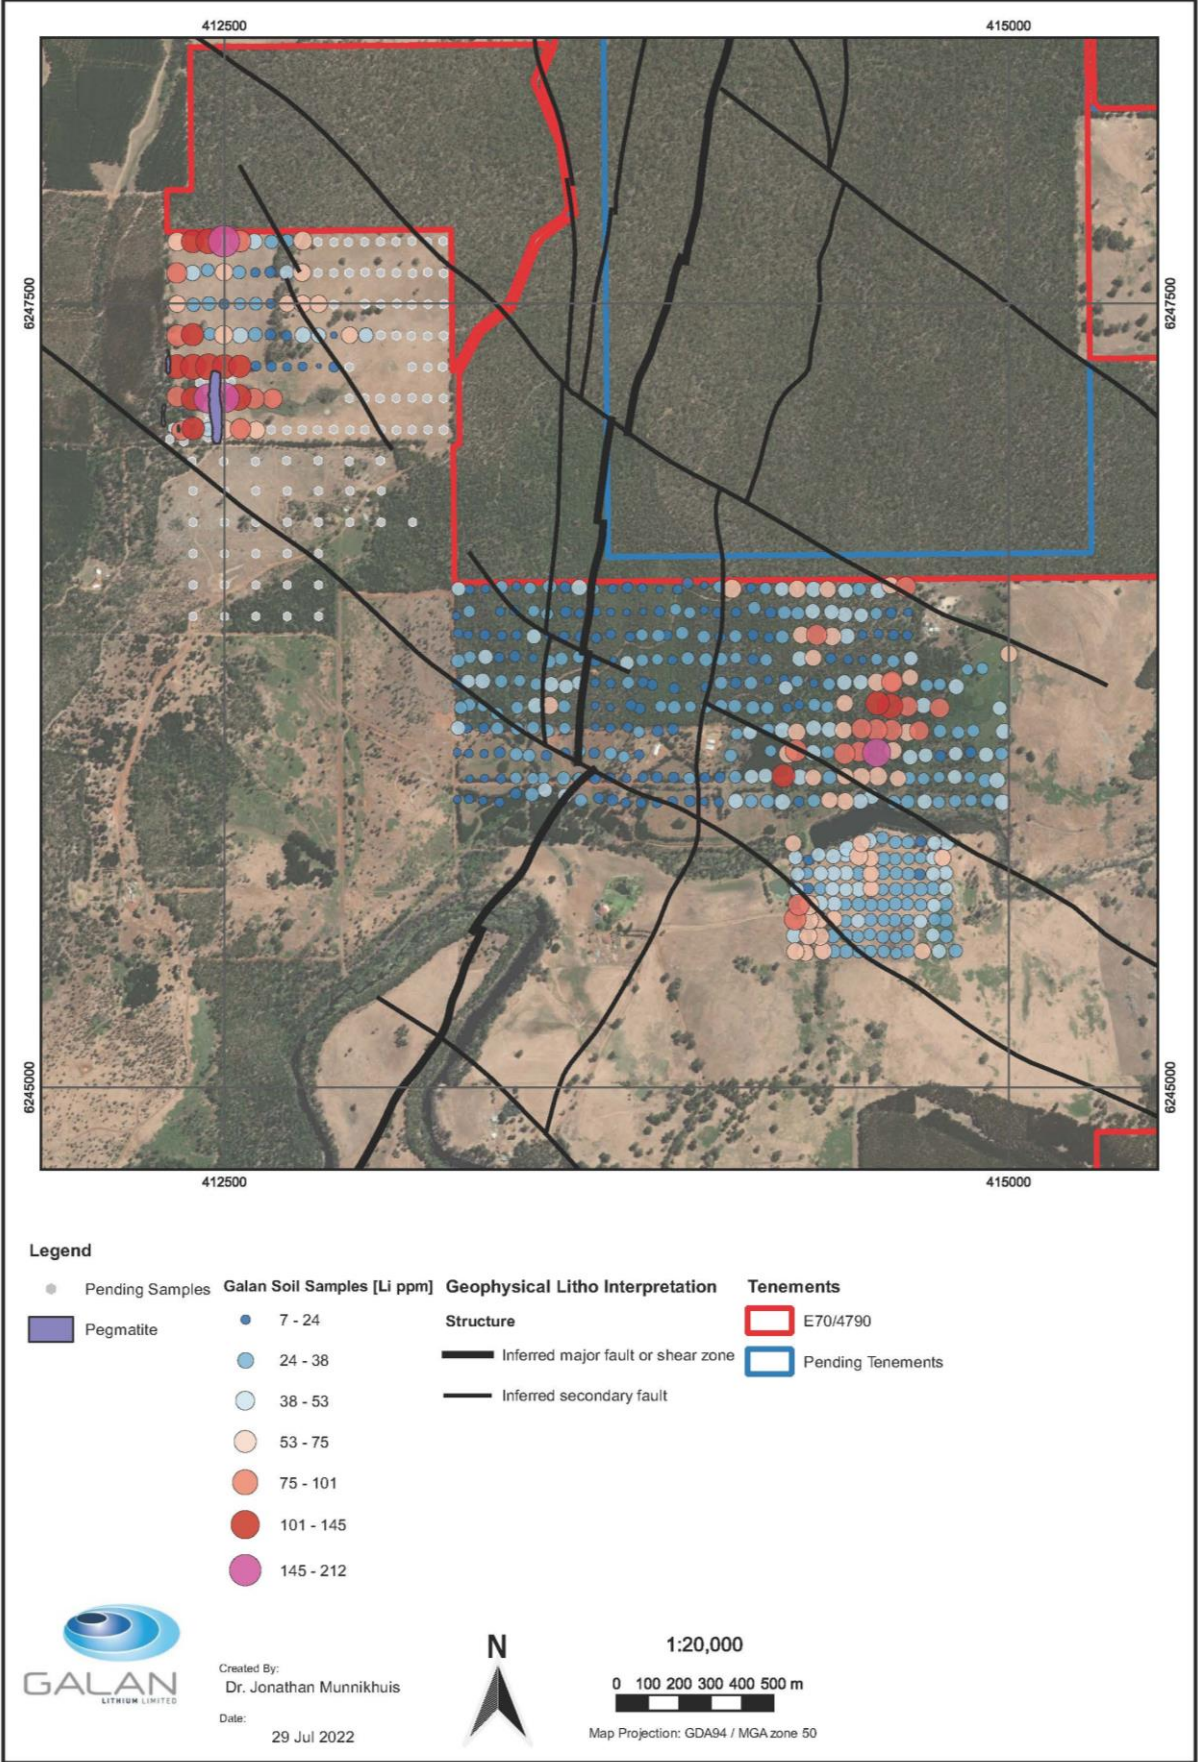 412500
415000
6247500
6247500
6245000
6245000
412500
415000
Legend
Pending Samples
Pegmatite
Galan Soil Samples [Li ppm]
7 - 24
24 - 38
38 - 53
53 - 75
75 - 101
101 - 145
145 - 212
Geophysical Litho Interpretation
Structure
Inferred major fault or shear zone
Inferred secondary fault
Tenements
E70/4790
Pending Tenements
GALAN
LITHIUM LIMITED
Created By:
Dr. Jonathan Munnikhuis
Date:
29 Jul 2022
N
1:20,000
0 100 200 300 400 500 m
Map Projection: GDA94 / MGA zone 50